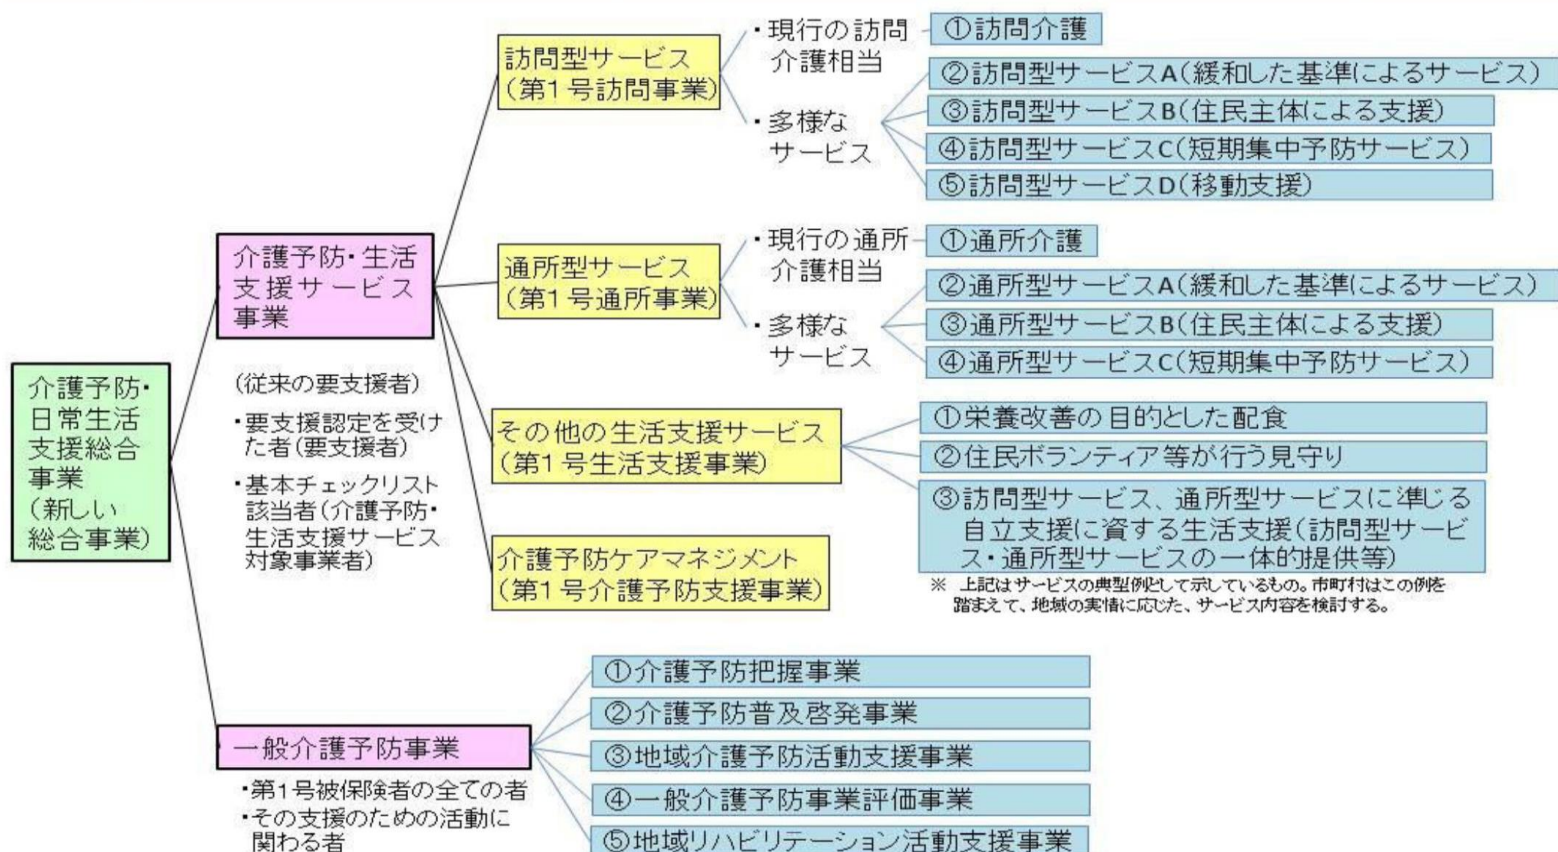 介護予防・
日常生活
支援総合
事業
(新しい
総合事業)
介護予防・生活
支援サービス
事業
(従来の要支援者)
・要支援認定を受け
た者(要支援者)
・基本チェックリスト
該当者(介護予防・
生活支援サービス
対象事業者)
訪問型サービス
(第1号訪問事業)
・現行の訪問
介護相当
①訪問介護
・多様な
サービス
②訪問型サービスA(緩和した基準によるサービス)
③訪問型サービスB(住民主体による支援)
④訪問型サービスC(短期集中予防サービス)
⑤訪問型サービスD(移動支援)
通所型サービス
(第1号通所事業)
・現行の通所
介護相当
①通所介護
・多様な
サービス
②通所型サービスA(緩和した基準によるサービス)
③通所型サービスB(住民主体による支援)
④通所型サービスC(短期集中予防サービス)
その他の生活支援サービス
(第1号生活支援事業)
①栄養改善の目的とした配食
②住民ボランティア等が行う見守り
③訪問型サービス、通所型サービスに準じる
自立支援に資する生活支援(訪問型サービ
ス・通所型サービスの一体的提供等)
※ 上記はサービスの典型例として示しているもの。市町村はこの例を
踏まえて、地域の実情に応じた、サービス内容を検討する。
介護予防ケアマネジメント
(第1号介護予防支援事業)
一般介護予防事業
・第1号被保険者の全ての者
・その支援のための活動に
関わる者
①介護予防把握事業
②介護予防普及啓発事業
③地域介護予防活動支援事業
④一般介護予防事業評価事業
⑤地域リハビリテーション活動支援事業